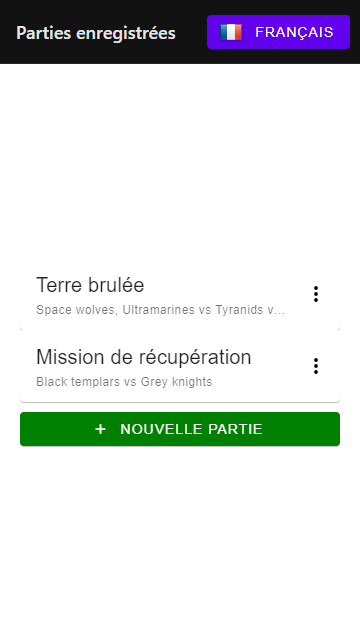 Parties enregistrées
FRANÇAIS
Terre brulée
Space wolves, Ultramarines vs Tyranids v...
Mission de récupération
Black templars vs Grey knights
+ NOUVELLE PARTIE